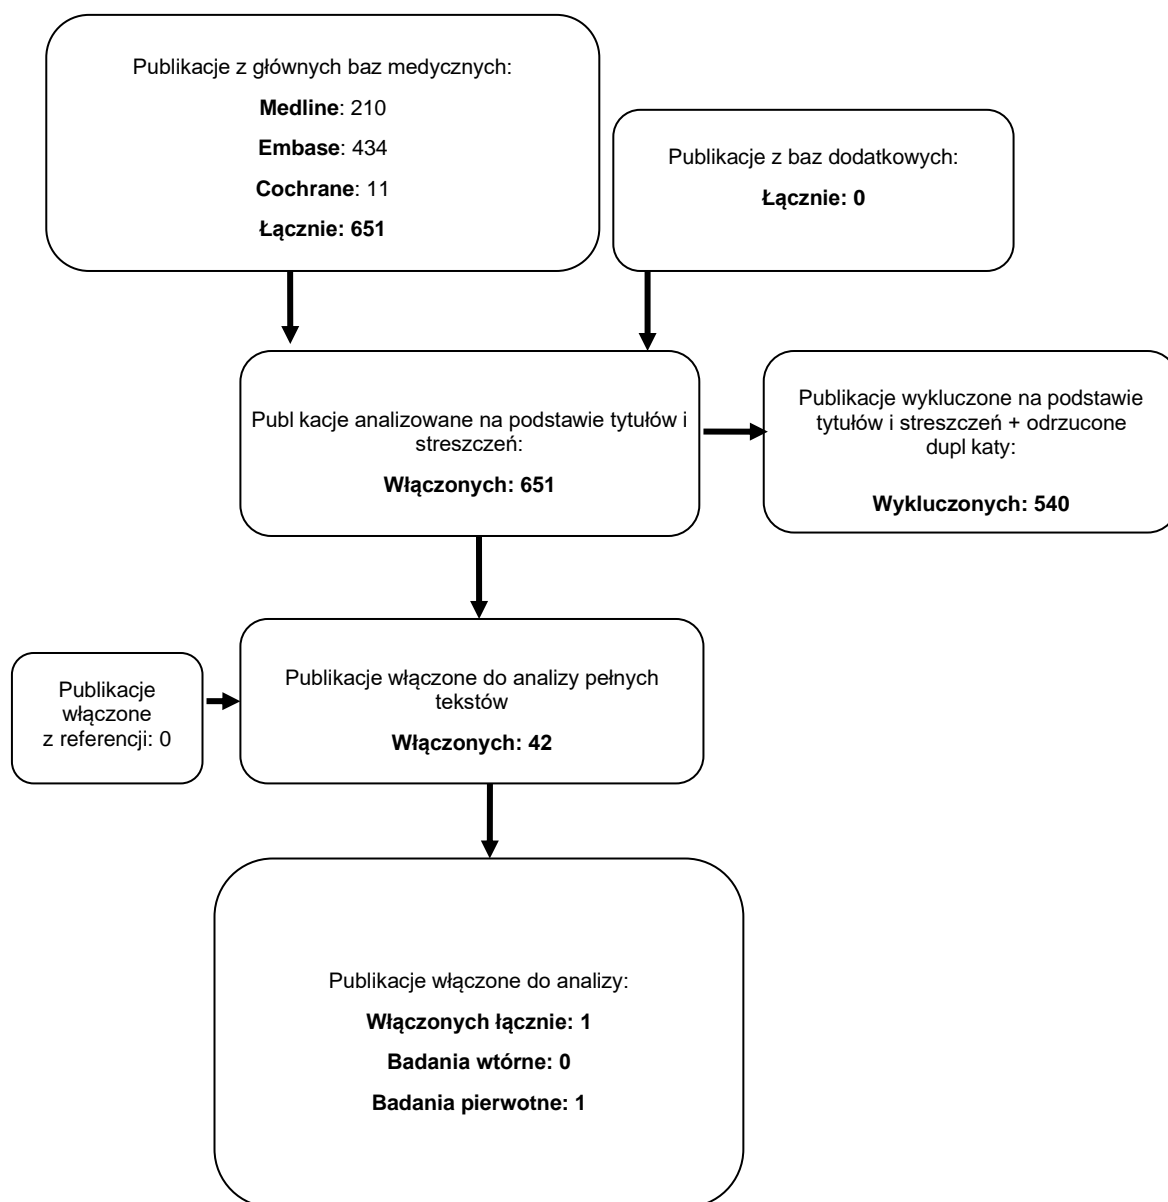 Publikacje z głównych baz medycznych:
Medline: 210
Embase: 434
Cochrane: 11
Łącznie: 651
Publikacje z baz dodatkowych:
Łącznie: 0
Publ kacje analizowane na podstawie tytułów i
streszczeń:
Włączonych: 651
Publikacje wykluczone na podstawie
tytułów i streszczeń + odrzucone
dupl katy:
Wykluczonych: 540
Publikacje
włączone
z referencji: 0
Publikacje włączone do analizy pełnych
tekstów
Włączonych: 42
Publikacje włączone do analizy:
Włączonych łącznie: 1
Badania wtórne: 0
Badania pierwotne: 1